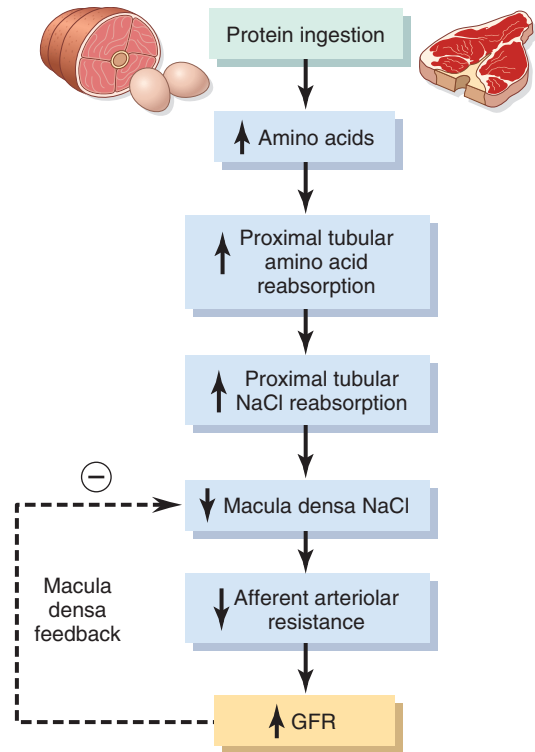 Protein ingestion
Amino acids
Proximal tubular
amino acid
reabsorption
Proximal tubular
NaCl reabsorption
−
Macula densa NaCl
Macula
densa
feedback
Afferent arteriolar
resistance
GFR